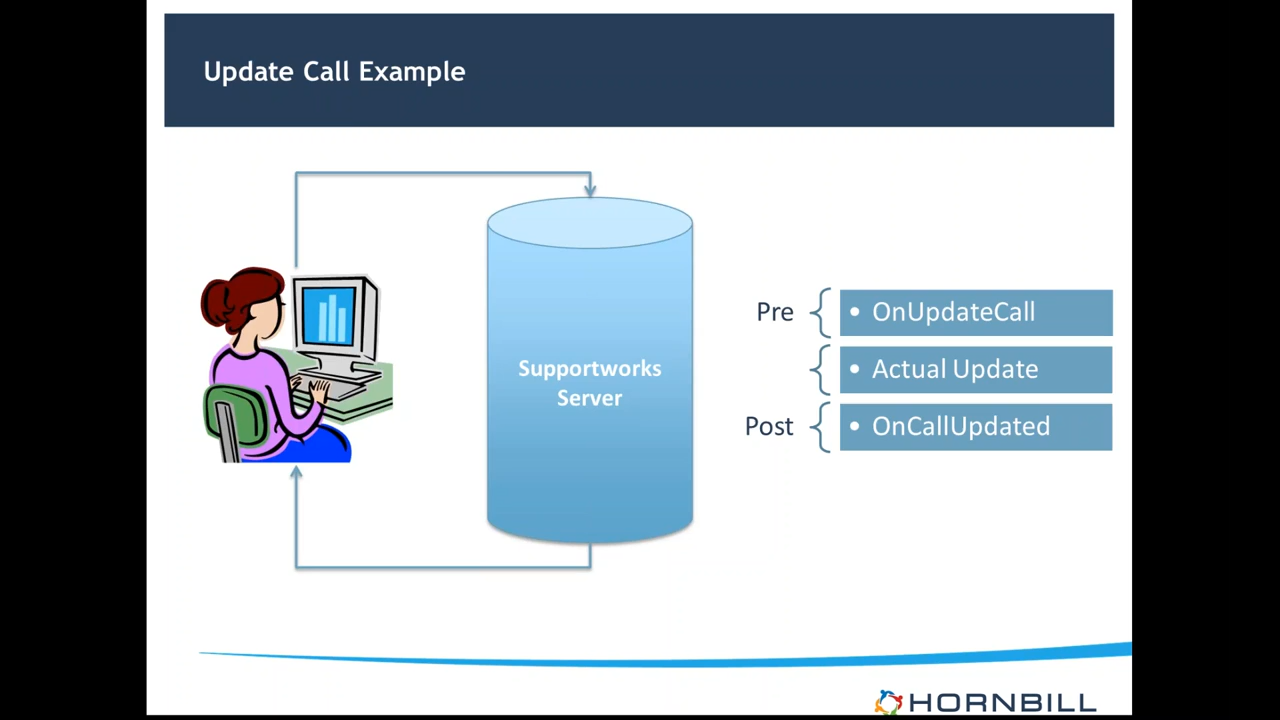 Update Call Example
Supportworks
Server
Pre
• OnUpdateCall
• Actual Update
Post
• OnCallUpdated
HORNBILL